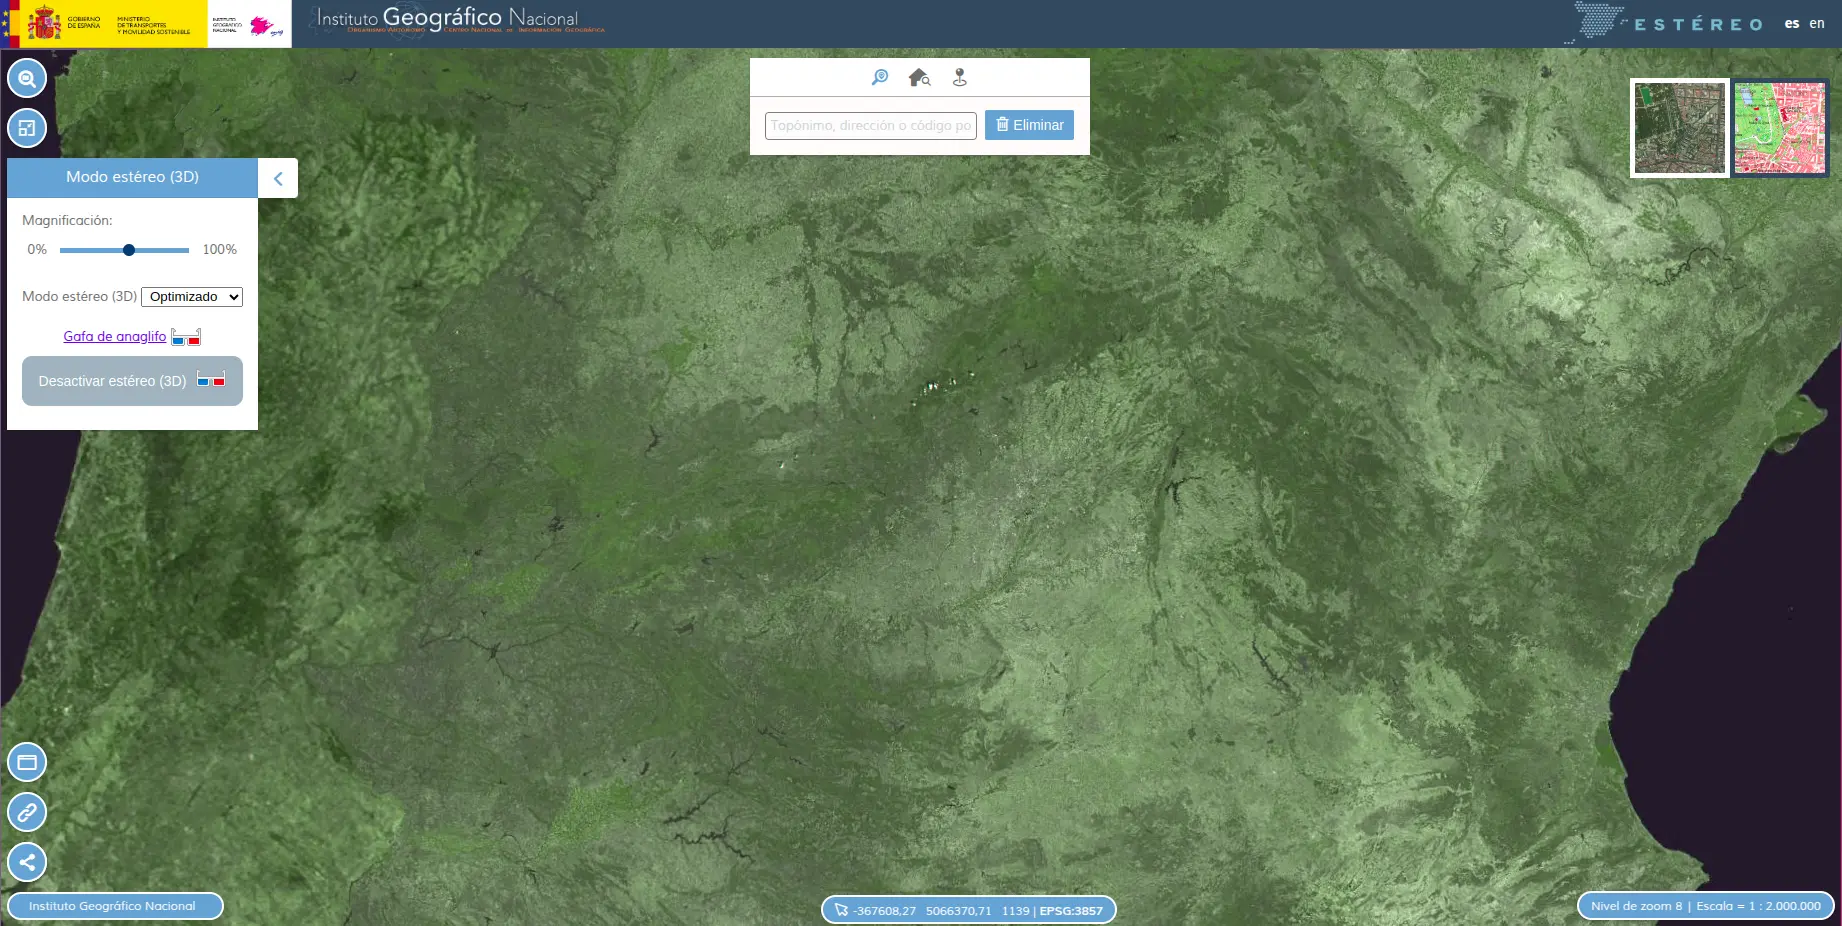 GOBIERNO
DE ESPAÑA
MINISTERIO
DE TRANSPORTES
Y MOVILIDAD SOSTENIBLE
INSTITUTO
GEOGRÁFICO
NACIONAL
Instituto Geográfico Nacional
Organismo Autónomo Centro Nacional de Información Geográfica
ESTÉREO
es en
Topónimo, dirección o código po
Eliminar
Modo estéreo (3D)
Magnificación:
0% 100%
Modo estéreo (3D) Optimizado
Gafa de anaglifo
Desactivar estéreo (3D)
Instituto Geográfico Nacional
-367608,27 5066370,71 1139 | EPSG:3857
Nivel de zoom 8 | Escala = 1 : 2.000.000